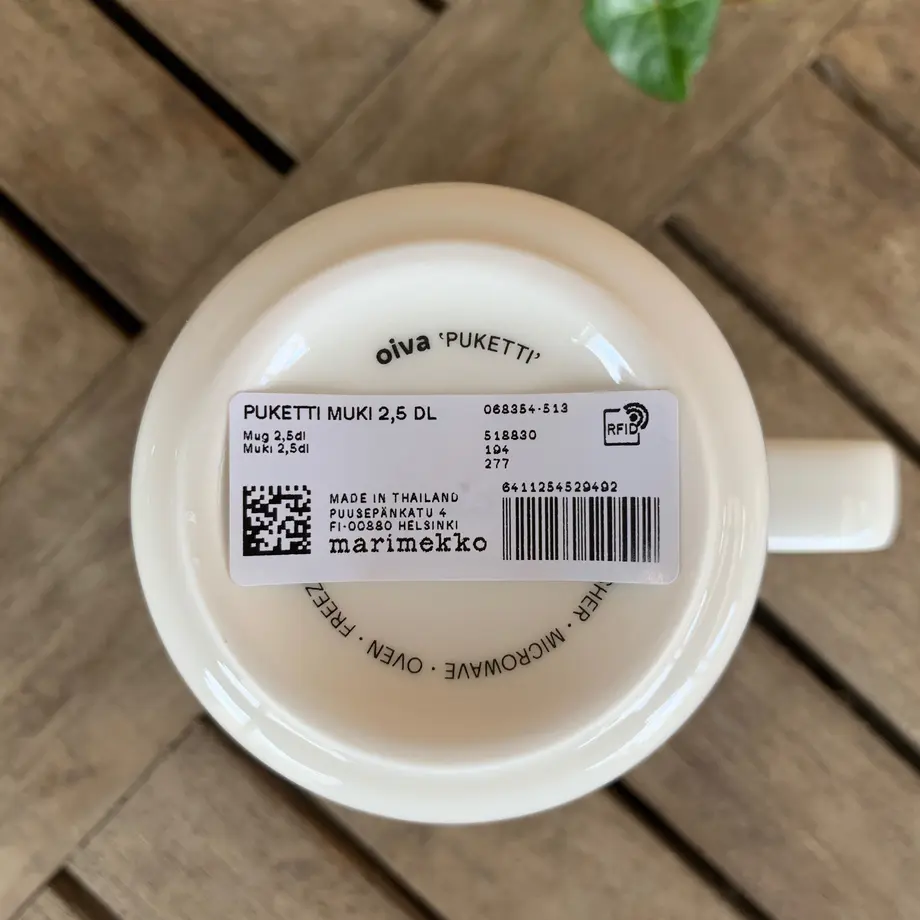 oiva 'PUKETTI'
PUKETTI MUKI 2,5 DL
068354-513
RFID
Mug 2,5dl
Muki 2,5dl
518830
194
277
6411254529492
MADE IN THAILAND
PUUSEPÄNKATU 4
FI-00880 HELSINKI
marimekko
CHER · MICROWAVE · OVEN · FREEZ